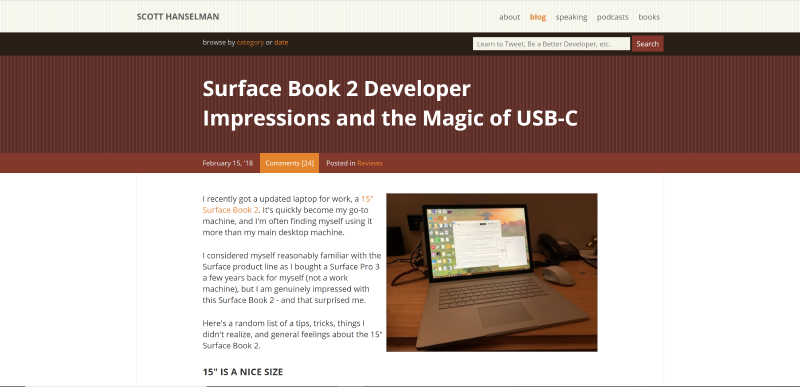 SCOTT HANSELMAN
about blog speaking podcasts books
browse by category or date
Learn to Tweet, Be a Better Developer, etc.
Search
Surface Book 2 Developer
Impressions and the Magic of USB-C
February 15, '18
Comments [24]
Posted in Reviews
I recently got a updated laptop for work, a 15"
Surface Book 2. It's quickly become my go-to
machine, and I'm often finding myself using it
more than my main desktop machine.
I considered myself reasonably familiar with the
Surface product line as I bought a Surface Pro 3
a few years back for myself (not a work
machine), but I am genuinely impressed with
this Surface Book 2 - and that surprised me.
Here's a random list of a tips, tricks, things I
didn't realize, and general feelings about the 15"
Surface Book 2.
15" IS A NICE SIZE